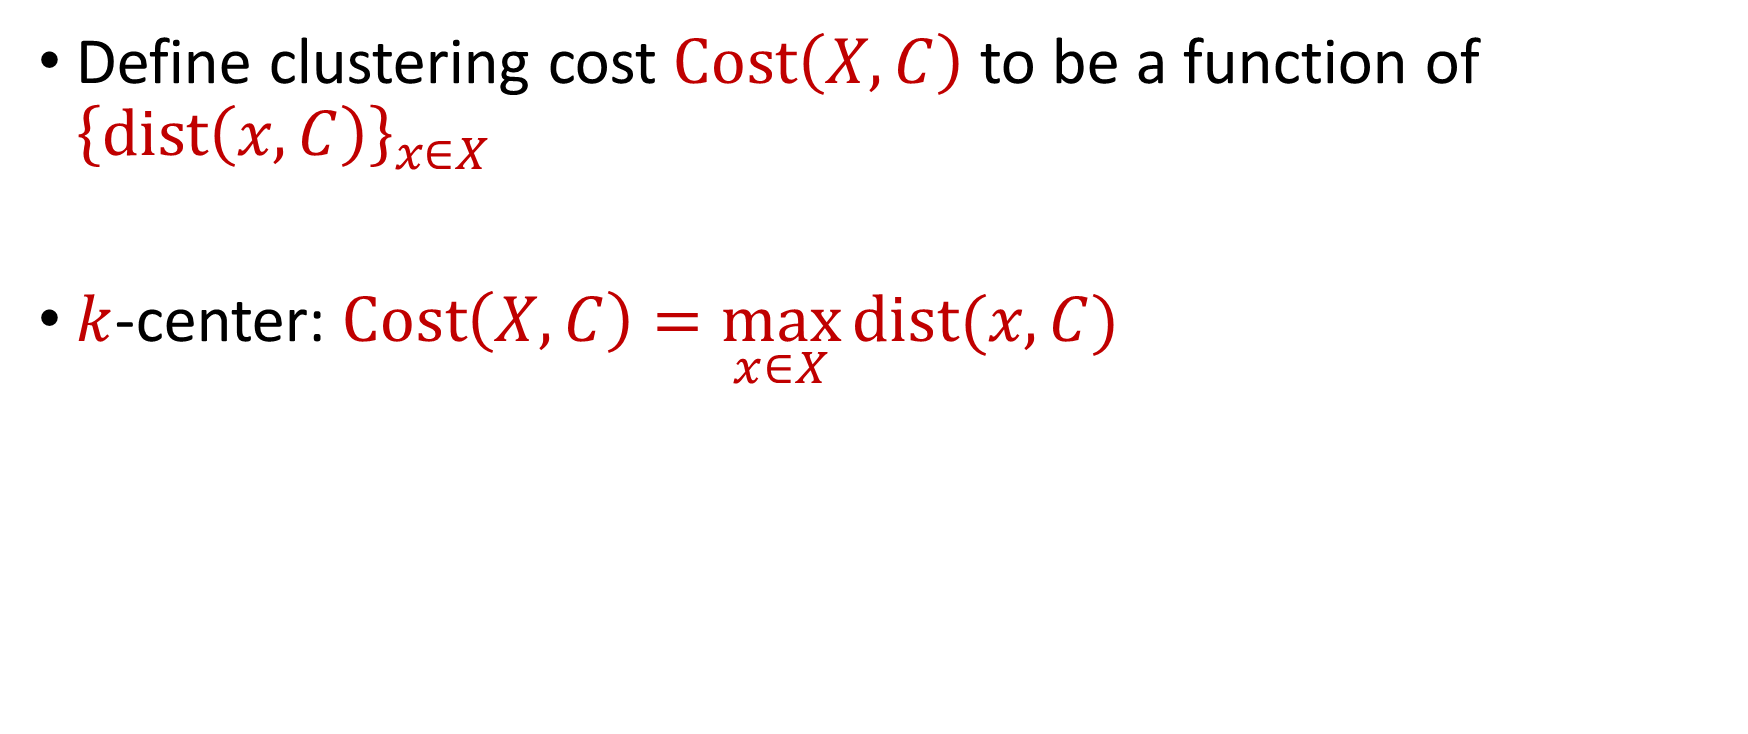 • Define clustering cost Cost(X, C) to be a function of
{dist(x, C)}ₓ∈X
• k-center: Cost(X, C) = max dist(x, C)
x∈X